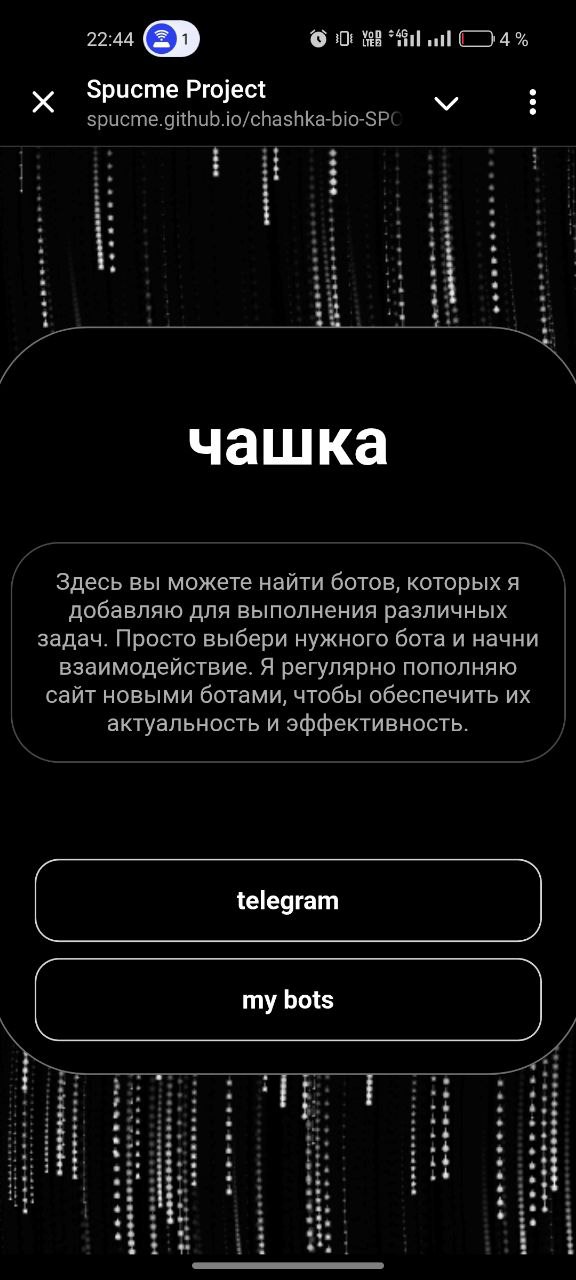 22:44 1 4G 4 %
Spucme Project
spucme.github.io/chashka-bio-SPO
чашка
Здесь вы можете найти ботов, которых я
добавляю для выполнения различных
задач. Просто выбери нужного бота и начни
взаимодействие. Я регулярно пополняю
сайт новыми ботами, чтобы обеспечить их
актуальность и эффективность.
telegram
my bots